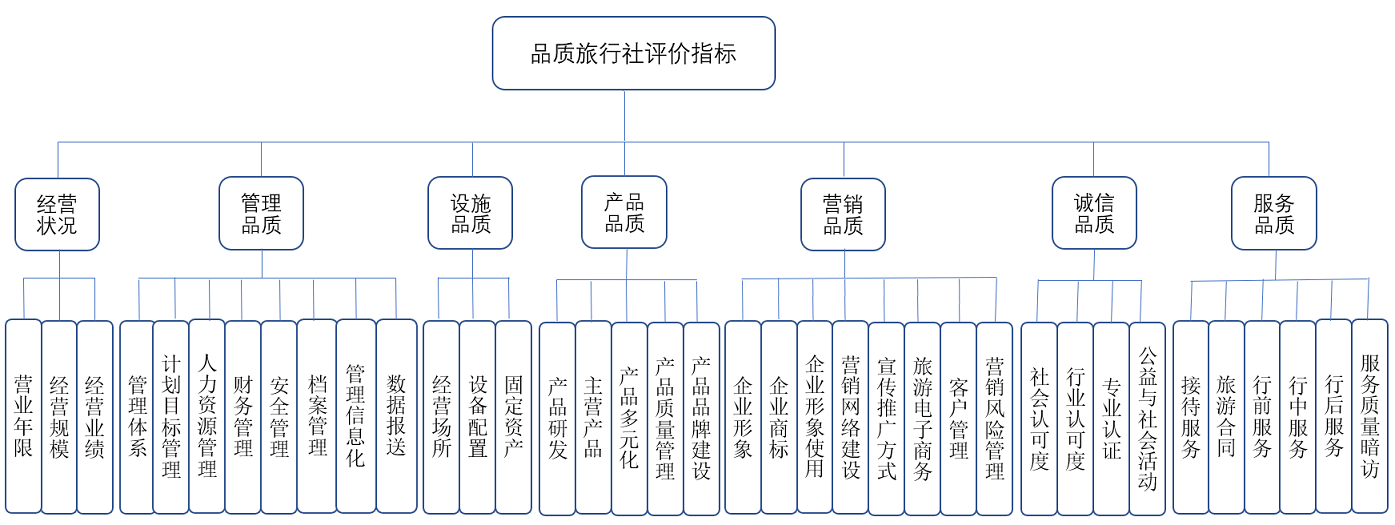 品质旅行社评价指标
经营
状况
管理
品质
设施
品质
产品
品质
营销
品质
诚信
品质
服务
品质
营业年限
经营规模
经营业绩
管理体系
计划目标管理
人力资源管理
财务管理
安全管理
档案管理
管理信息化
数据报送
经营场所
设备配置
固定资产
产品研发
主营产品
产品多元化
产品质量管理
产品品牌建设
企业形象
企业商标
企业形象使用
营销网络建设
宣传推广方式
旅游电子商务
客户管理
营销风险管理
社会认可度
行业认可度
专业认证
公益与社会活动
接待服务
旅游合同
行前服务
行中服务
行后服务
服务质量暗访